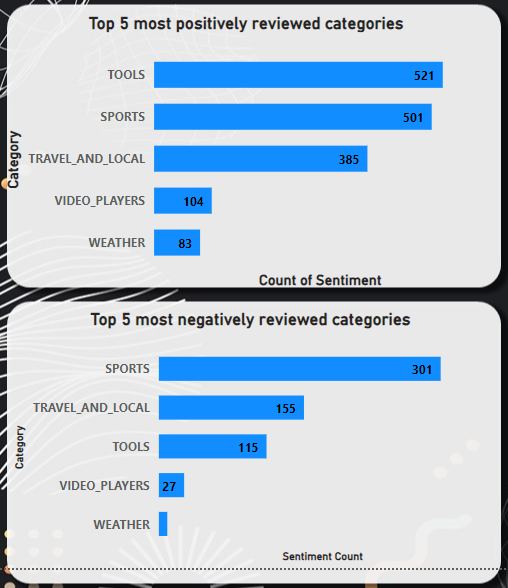 Top 5 most positively reviewed categories
Category
TOOLS 521
SPORTS 501
TRAVEL_AND_LOCAL 385
VIDEO_PLAYERS 104
WEATHER 83
Count of Sentiment
Top 5 most negatively reviewed categories
Category
SPORTS 301
TRAVEL_AND_LOCAL 155
TOOLS 115
VIDEO_PLAYERS 27
WEATHER
Sentiment Count